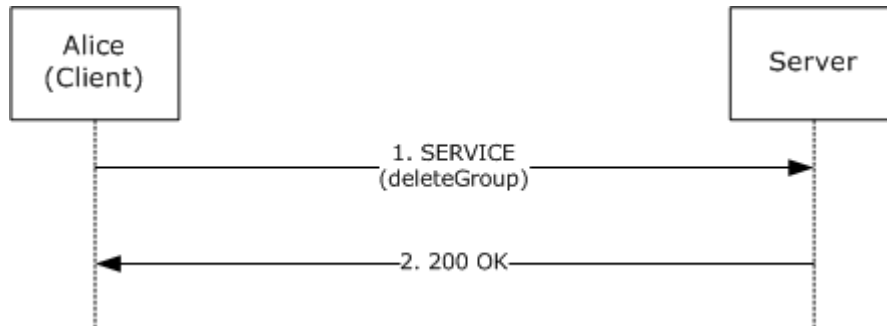 Alice
(Client)
Server
1. SERVICE
(deleteGroup)
2. 200 OK